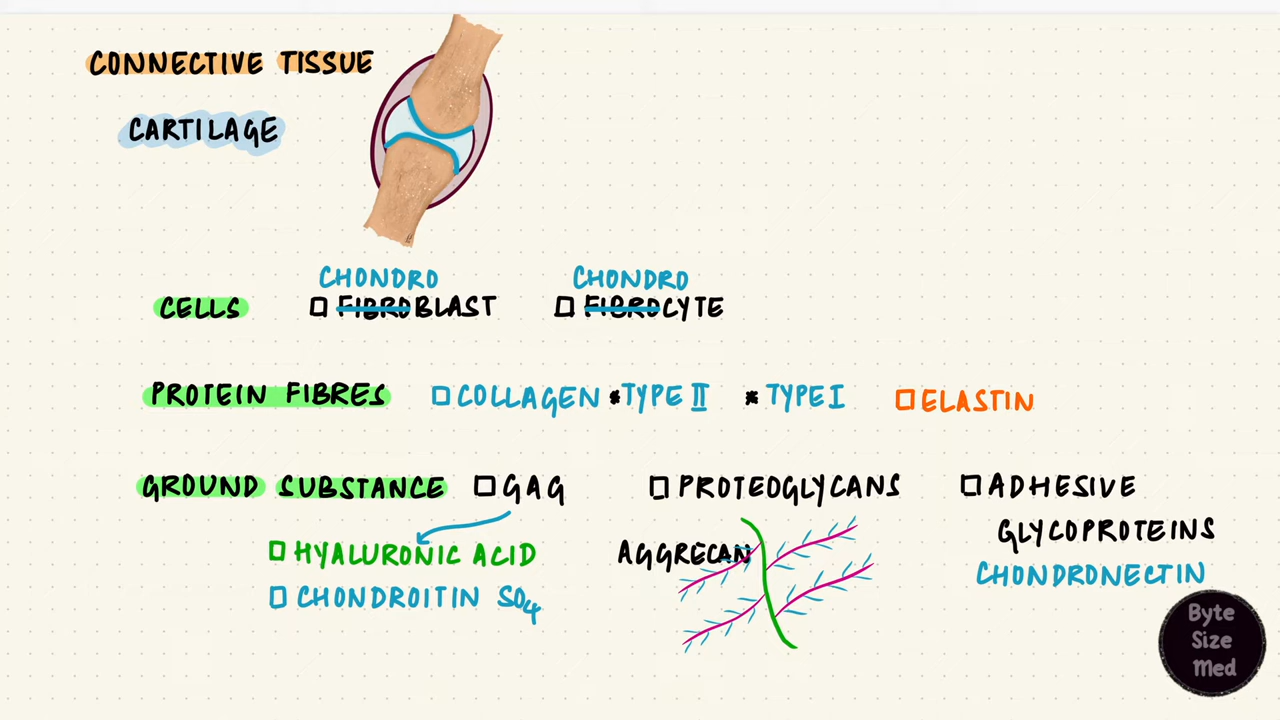 CONNECTIVE TISSUE
CARTILAGE
CHONDRO CHONDRO
CELLS FIBROBLAST FIBROCYTE
PROTEIN FIBRES COLLAGEN *TYPE II * TYPE I ELASTIN
GROUND SUBSTANCE GAG PROTEOGLYCANS ADHESIVE
GLYCOPROTEINS
HYALURONIC ACID AGGRECAN
CHONDRONECTIN
CHONDROITIN SO4
Byte
Size
Med